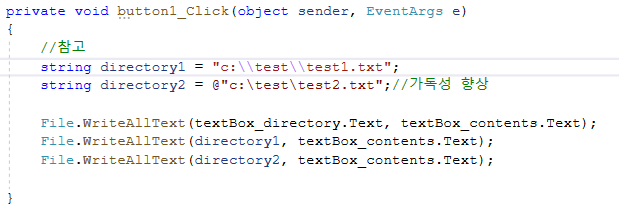 private void button1_Click(object sender, EventArgs e)
{
//참고
string directory1 = "c:\\test\\test1.txt";
string directory2 = @"c:\test\test2.txt";//가독성 향상
File.WriteAllText(textBox_directory.Text, textBox_contents.Text);
File.WriteAllText(directory1, textBox_contents.Text);
File.WriteAllText(directory2, textBox_contents.Text);
}